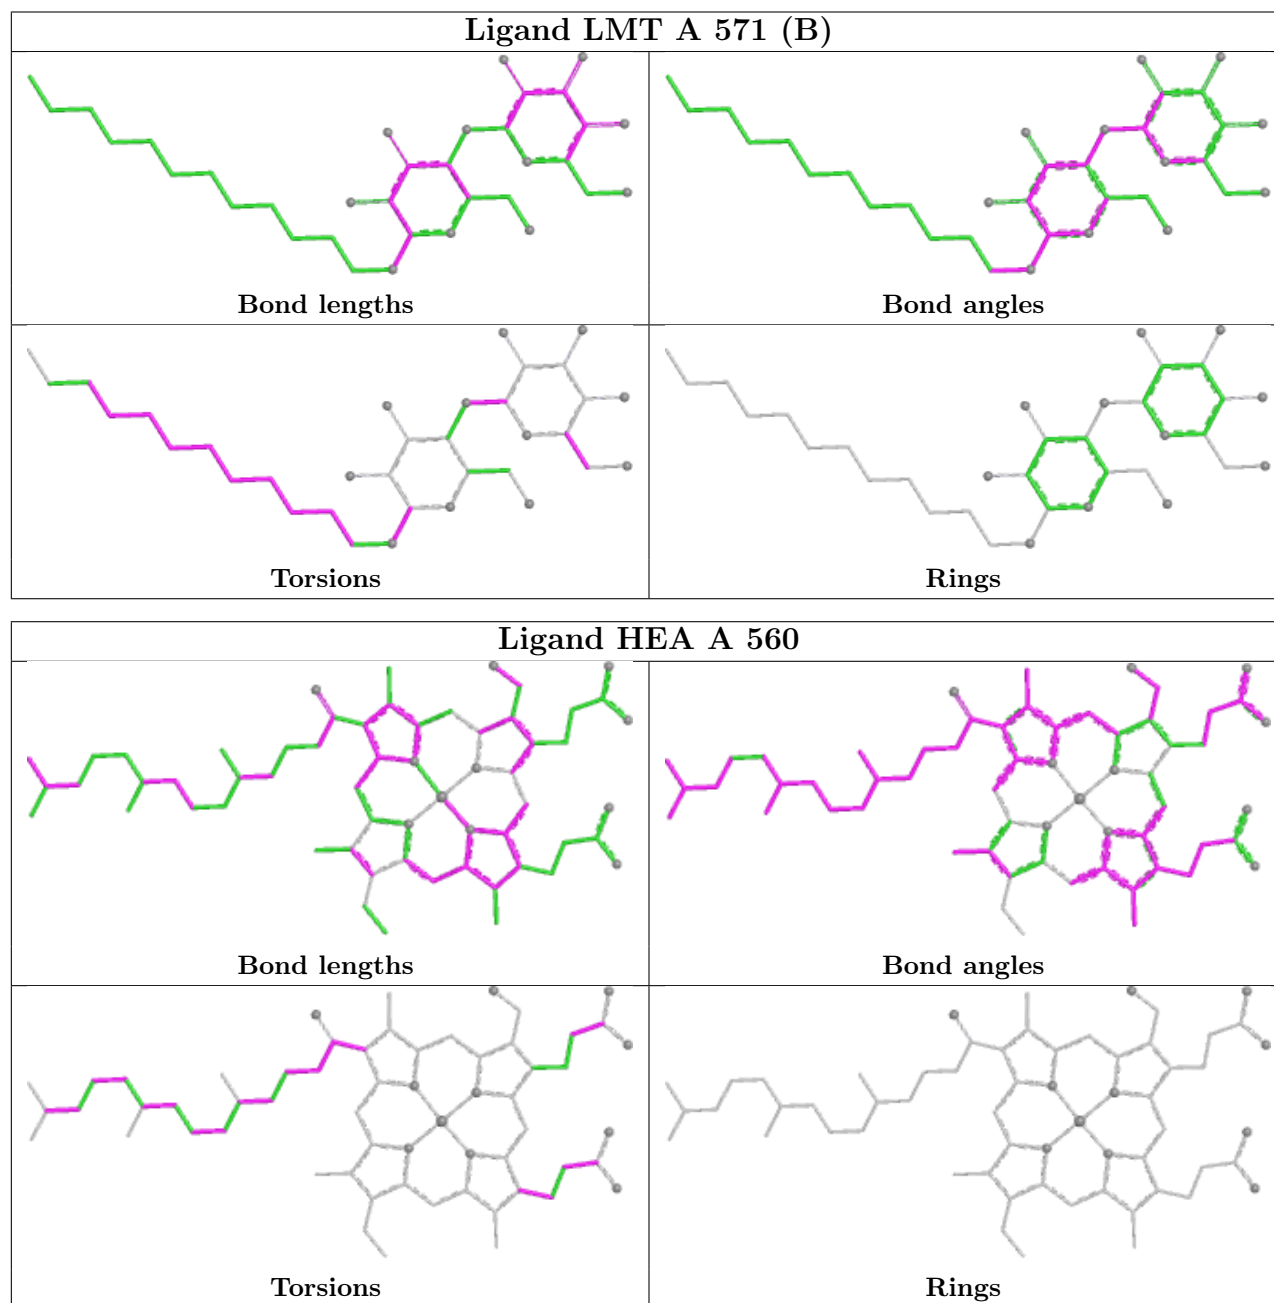 Ligand LMT A 571 (B)
Bond lengths
Bond angles
Torsions
Rings
Ligand HEA A 560
Bond lengths
Bond angles
Torsions
Rings